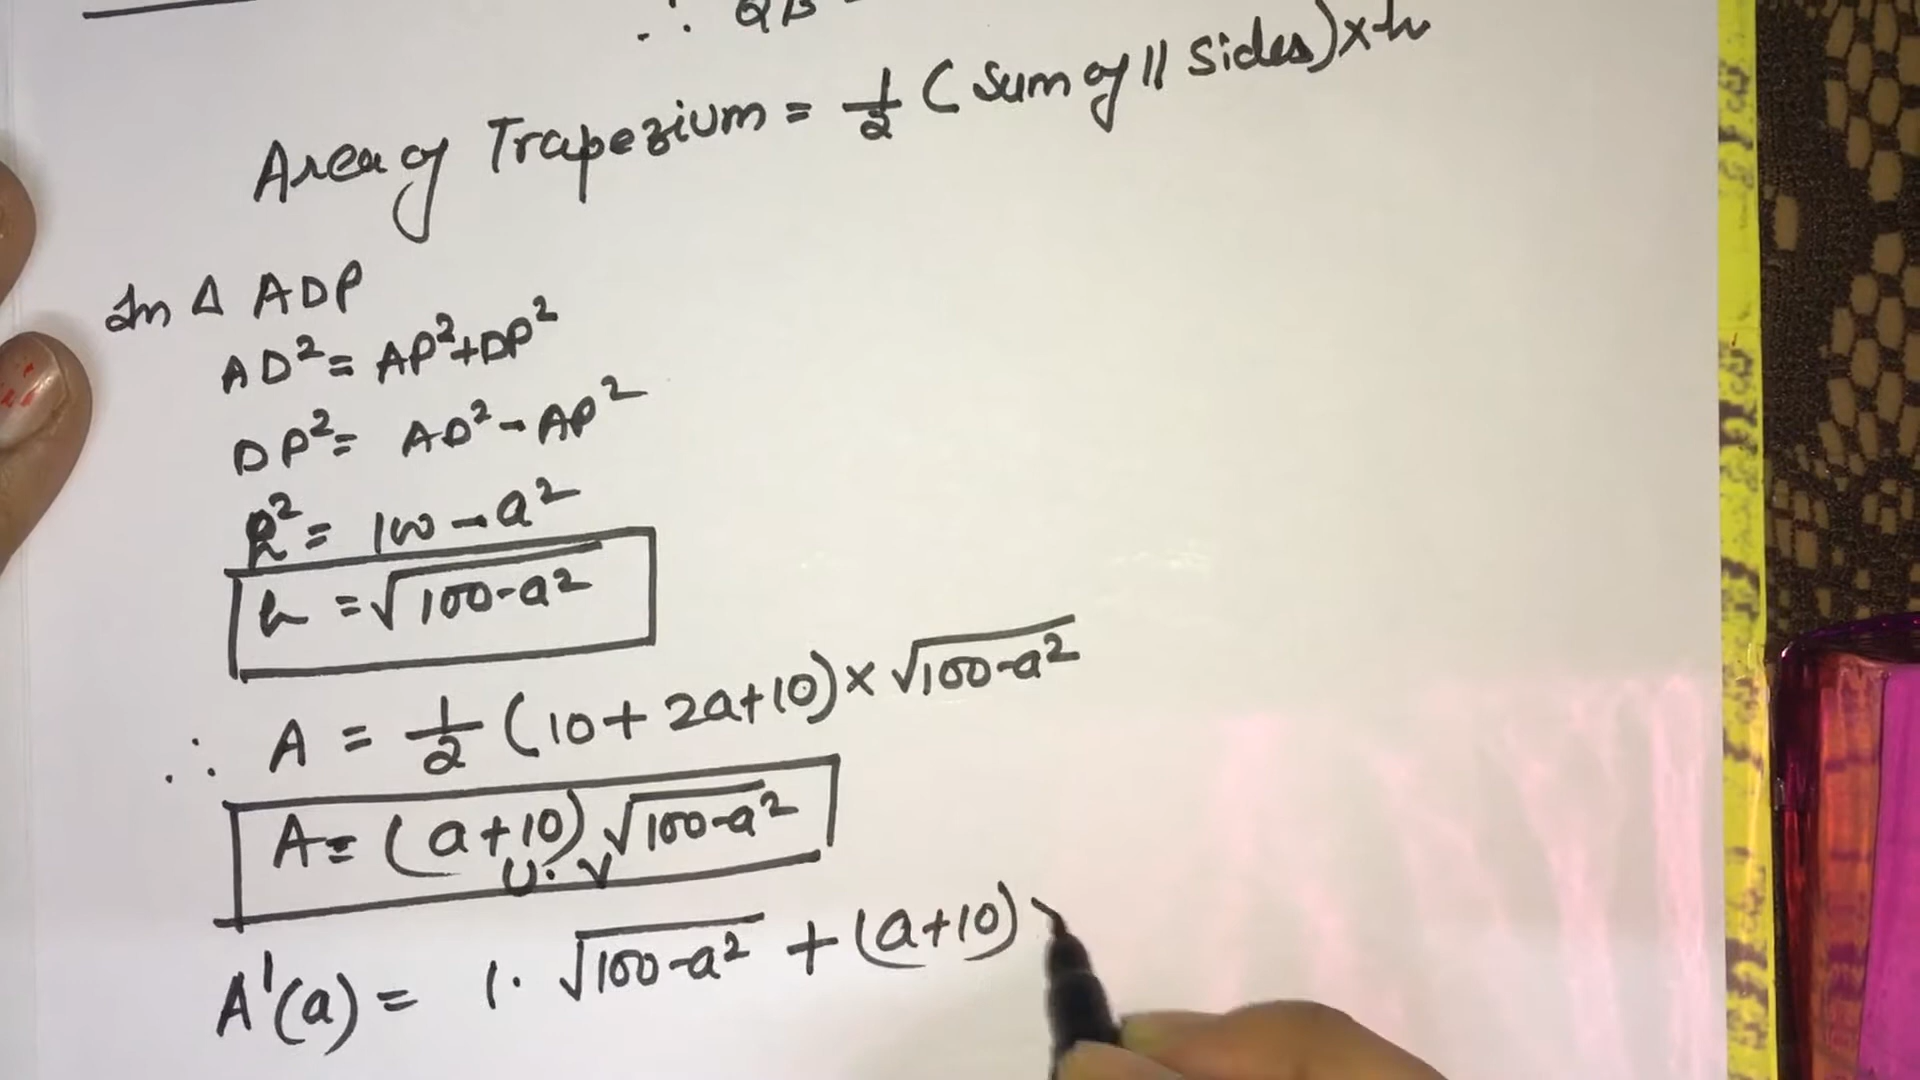 ∴ QB
Area of Trapezium = 1/2 (Sum of || Sides) × h
In Δ ADP
AD² = AP² + DP²
DP² = AD² - AP²
h² = 100 - a²
h = √(100-a²)
∴ A = 1/2 (10 + 2a + 10) × √(100-a²)
A = (a+10) √(100-a²)
U. V
A'(a) = 1. √(100-a²) + (a+10)